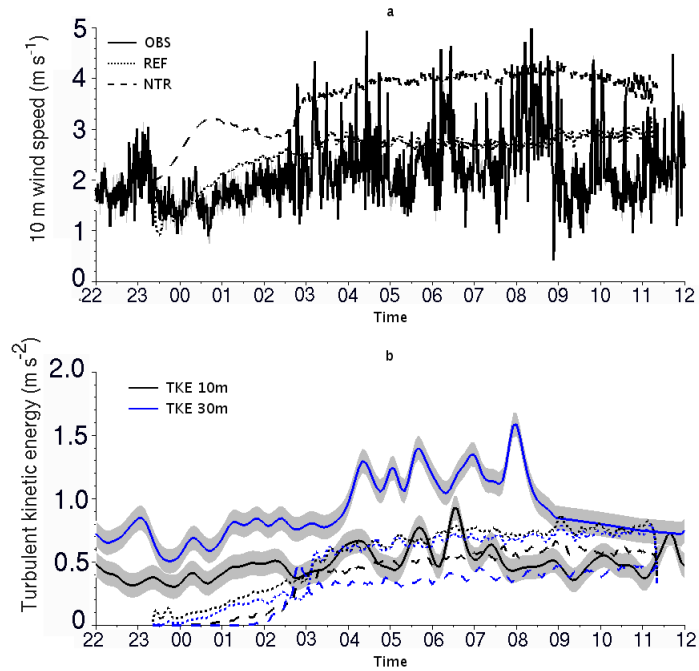 a
10 m wind speed (m s-1)
5
4
3
2
1
0
OBS
REF
NTR
22 23 00 01 02 03 04 05 06 07 08 09 10 11 12
Time
b
Turbulent kinetic energy (m s-2)
2.0
1.5
1.0
0.5
0
TKE 10m
TKE 30m
22 23 00 01 02 03 04 05 06 07 08 09 10 11 12
Time